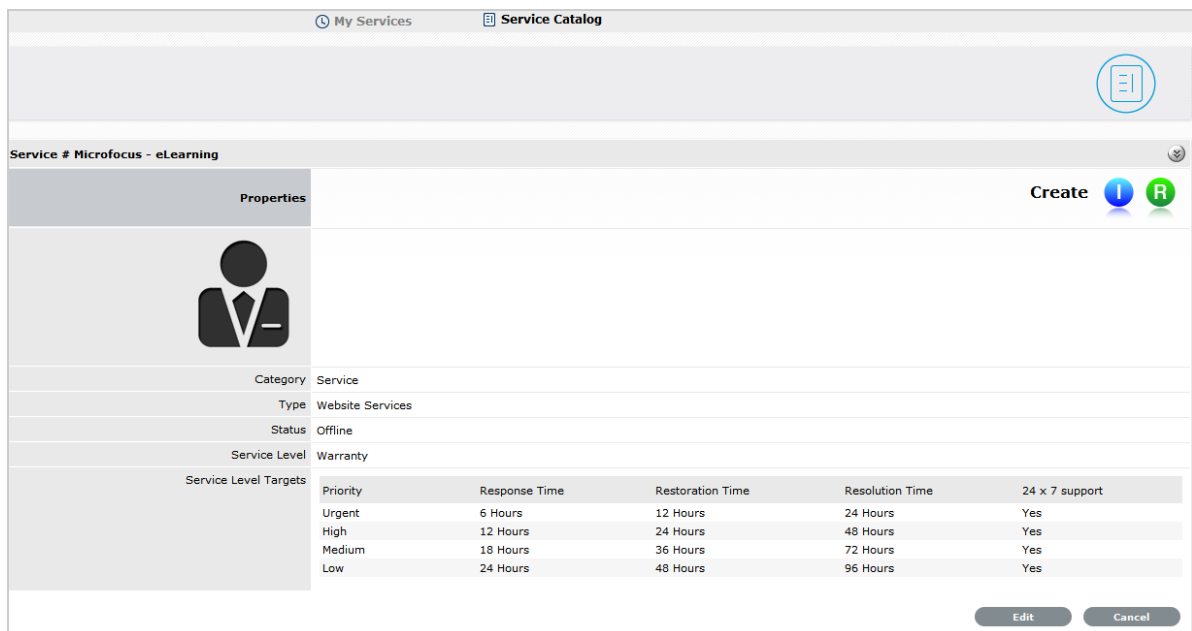 My Services Service Catalog
Service # Microfocus - eLearning
Properties Create I R
Category Service
Type Website Services
Status Offline
Service Level Warranty
Service Level Targets
Priority Response Time Restoration Time Resolution Time 24 x 7 support
Urgent 6 Hours 12 Hours 24 Hours Yes
High 12 Hours 24 Hours 48 Hours Yes
Medium 18 Hours 36 Hours 72 Hours Yes
Low 24 Hours 48 Hours 96 Hours Yes
Edit Cancel